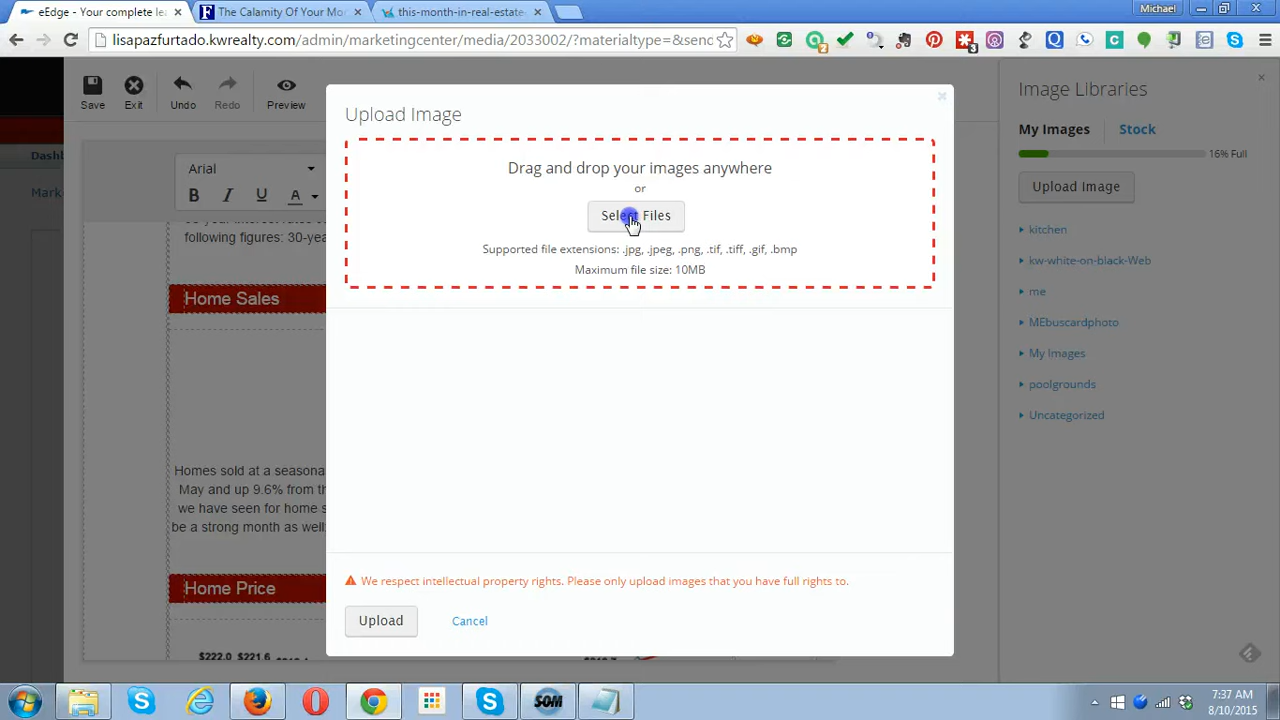 eEdge - Your complete le
The Calamity Of Your Mo
this-month-in-real-estate-
Michael
lisapazfurtado.kwrealty.com/admin/marketingcenter/media/2033002/?materialtype=&senc
Save
Exit
Undo
Redo
Preview
Dashb
Mark
Arial
B I U A
following figures: 30-yea
Home Sales
Homes sold at a seasona
May and up 9.6% from th
we have seen for home s
be a strong month as well
Home Price
$222.0 $221.6
Upload Image
Drag and drop your images anywhere
or
Select Files
Supported file extensions: .jpg, .jpeg, .png, .tif, .tiff, .gif, .bmp
Maximum file size: 10MB
We respect intellectual property rights. Please only upload images that you have full rights to.
Upload
Cancel
Image Libraries
My Images
Stock
16% Full
Upload Image
kitchen
kw-white-on-black-Web
me
MEbuscardphoto
My Images
poolgrounds
Uncategorized
SOM
7:37 AM
8/10/2015